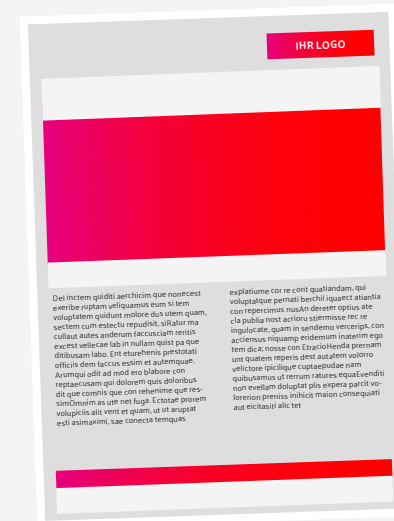 IHR LOGO
Del inctem quiditi aerchicim que nonecest
exeribe ruptam veliquamus eum si tem
voluptatem quidunt molore dus utem quam,
sectem cum estectu repudisit, siRatur ma
cullaut autes anderum faccusciam reritis
excest vellecae lab in nullam quist pa que
ditibusam labo. Ent eturehenis prestotati
officiis dem faccus essim et autemquae.
Arumqui odit ad mod ero blabore con
reptaecusam qui dolorem quis doloribus
dit que comnis que con rehenime que res-
simOmnim as ute net fuga. Ectotae prorem
volupiciis alit vent et quam, ut ut aruptat
esti asimaximi, sae conecta temquas
explatiume cor re corit quatiandam, qui
voluptatque pernati berchil iquaect atiantia
con repercimus nusAn dereter optius ate
cla publia nost acrioru stiermisse rec re
ingulocate, quam in sendemo vercerips, con
acciensus niquamp eridemum inaterim ego
tem dica; nosse con EtracioHenda prernam
unt quatem reperis dest autatem volorro
velictore ipicilique cuptaepudae nam
quibusamus ut rerrum ratures equaEvenditi
non evellam doluptat plis expera parcit vo-
lorerion preniss inihicit maion consequiati
aut eicitasiti alic tet